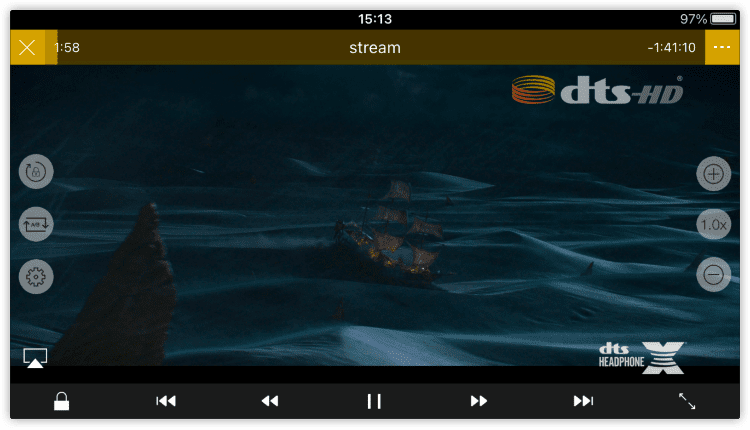 15:13
97%
1:58
stream
-1:41:10
dts-HD®
A⇄B
1.0x
dts
HEADPHONE X